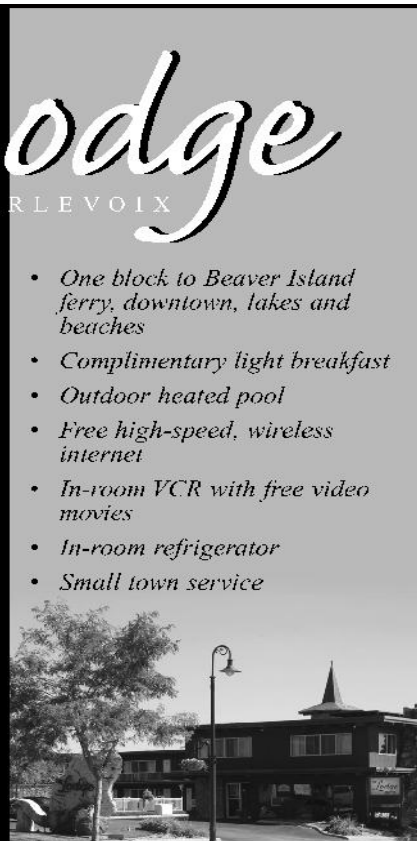 odge
RLEVOIX
• One block to Beaver Island
ferry, downtown, lakes and
beaches
• Complimentary light breakfast
• Outdoor heated pool
• Free high-speed, wireless
internet
• In-room VCR with free video
movies
• In-room refrigerator
• Small town service
Lodge